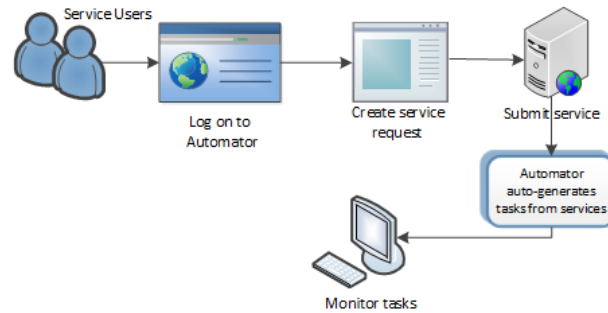 Service Users
Log on to
Automator
Create service
request
Submit service
Automator
auto-generates
tasks from services
Monitor tasks